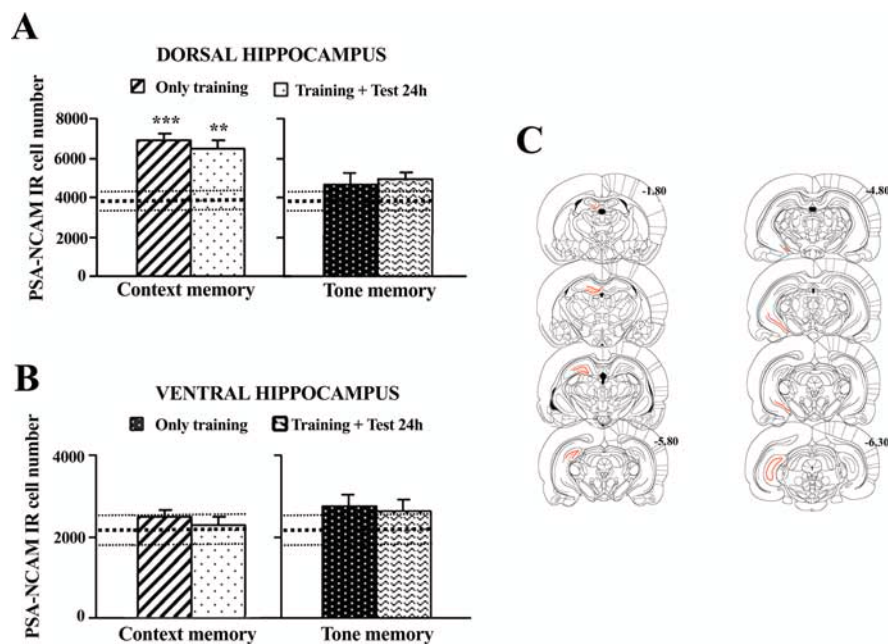 A
DORSAL HIPPOCAMPUS
Only training
Training + Test 24h
PSA-NCAM IR cell number
8000
6000
4000
2000
0
***
**
Context memory
Tone memory
B
VENTRAL HIPPOCAMPUS
Only training
Training + Test 24h
PSA-NCAM IR cell number
4000
2000
0
Context memory
Tone memory
C
-1.80
-4.80
-5.80
-6.30